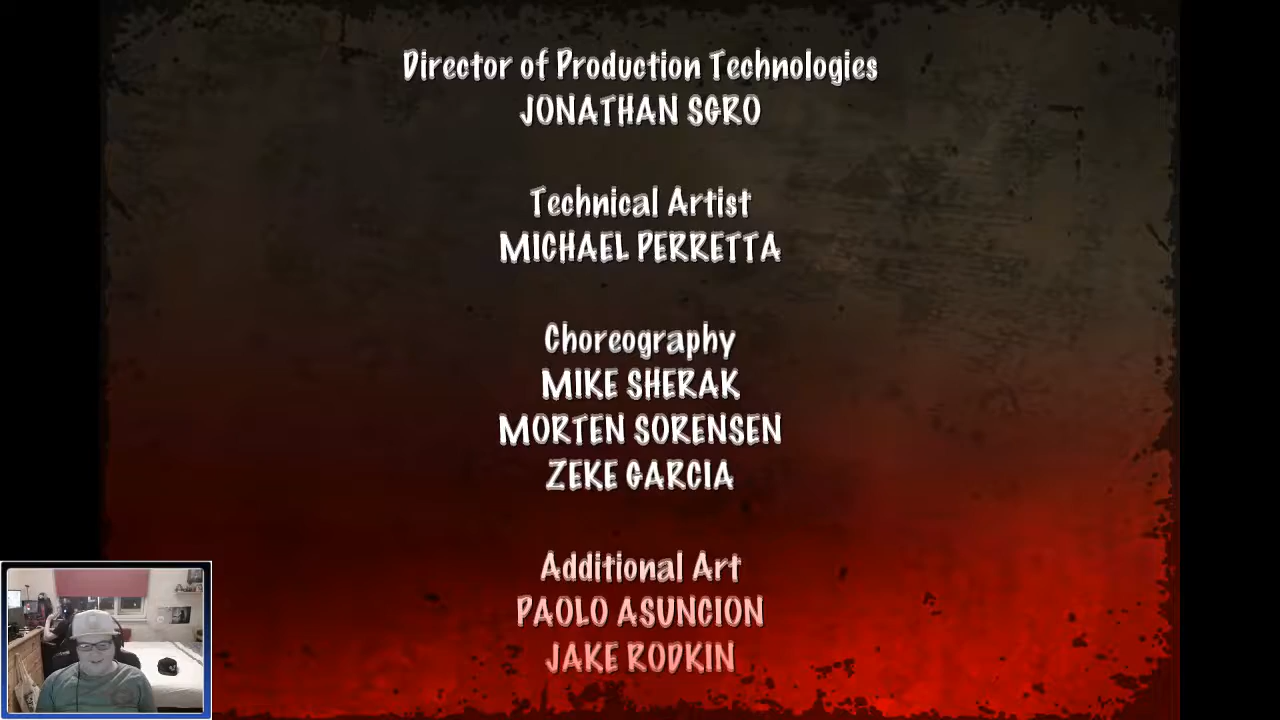 Director of Production Technologies
JONATHAN SGRO
Technical Artist
MICHAEL PERRETTA
Choreography
MIKE SHERAK
MORTEN SORENSEN
ZEKE GARCIA
Additional Art
PAOLO ASUNCION
JAKE RODKIN